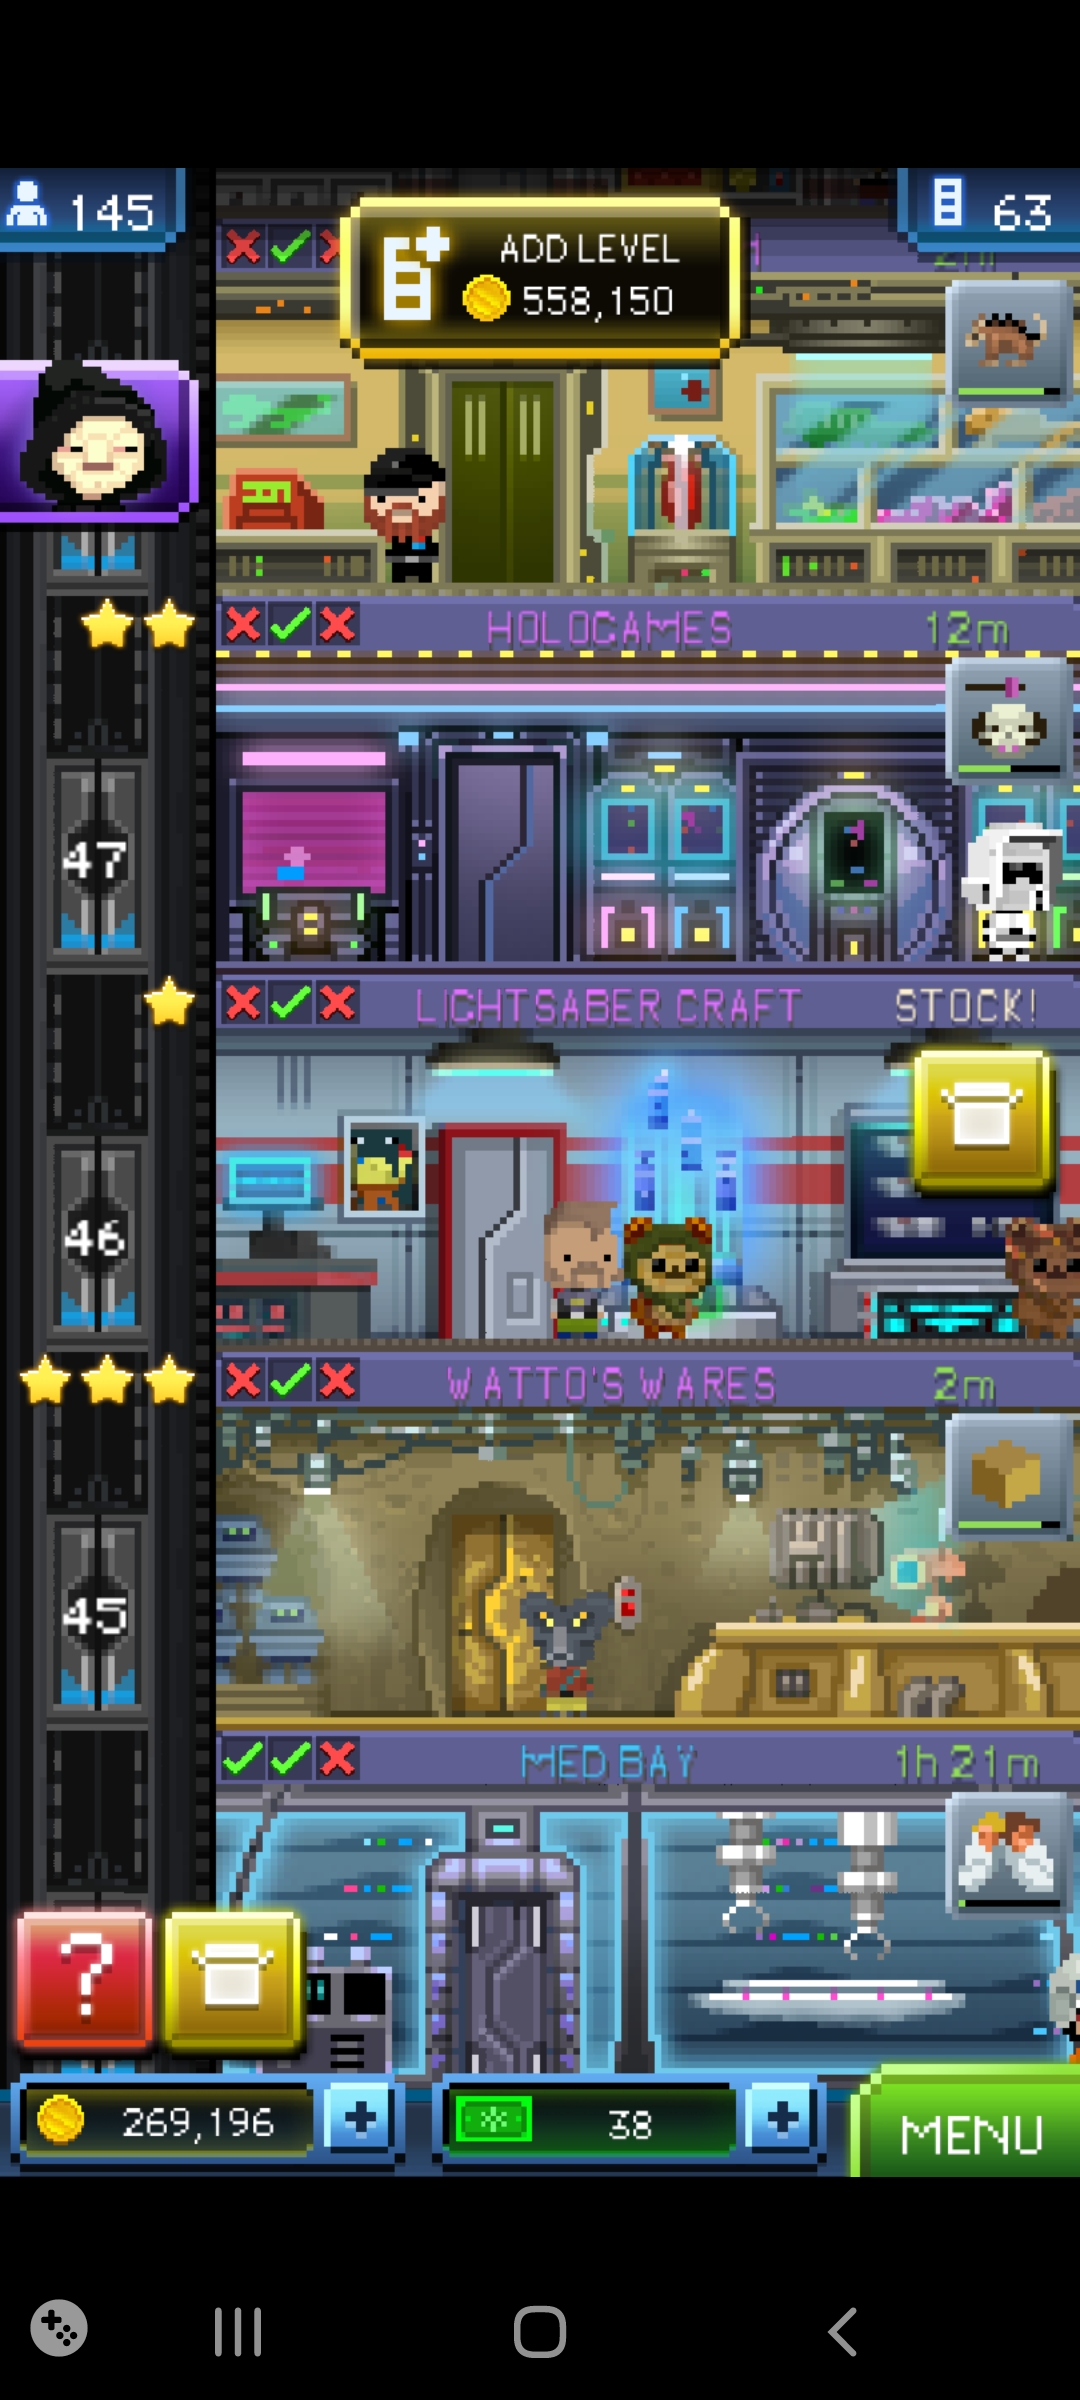 145
ADD LEVEL
558,150
63
HOLOGAMES
12m
47
LIGHTSABER CRAFT
STOCK!
46
WATTO'S WARES
2m
45
MED BAY
1h 21m
?
269,196
+
38
+
MENU